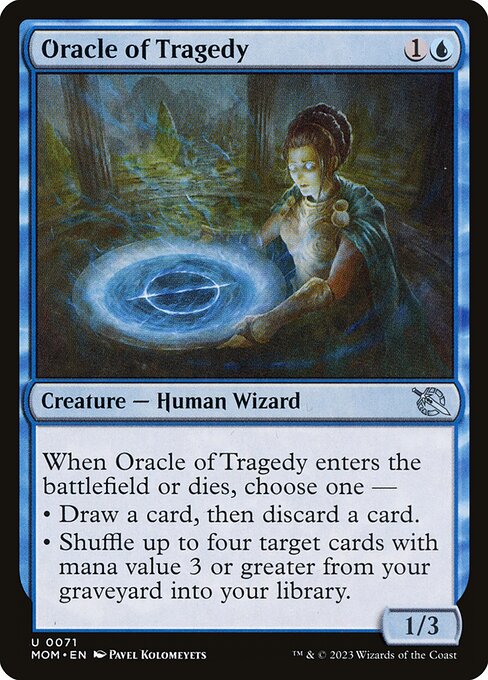 Oracle of Tragedy 1
Creature — Human Wizard
When Oracle of Tragedy enters the
battlefield or dies, choose one —
• Draw a card, then discard a card.
• Shuffle up to four target cards with
mana value 3 or greater from your
graveyard into your library.
1/3
U 0071
MOM • EN Pavel Kolomeyets ™ & © 2023 Wizards of the Coast